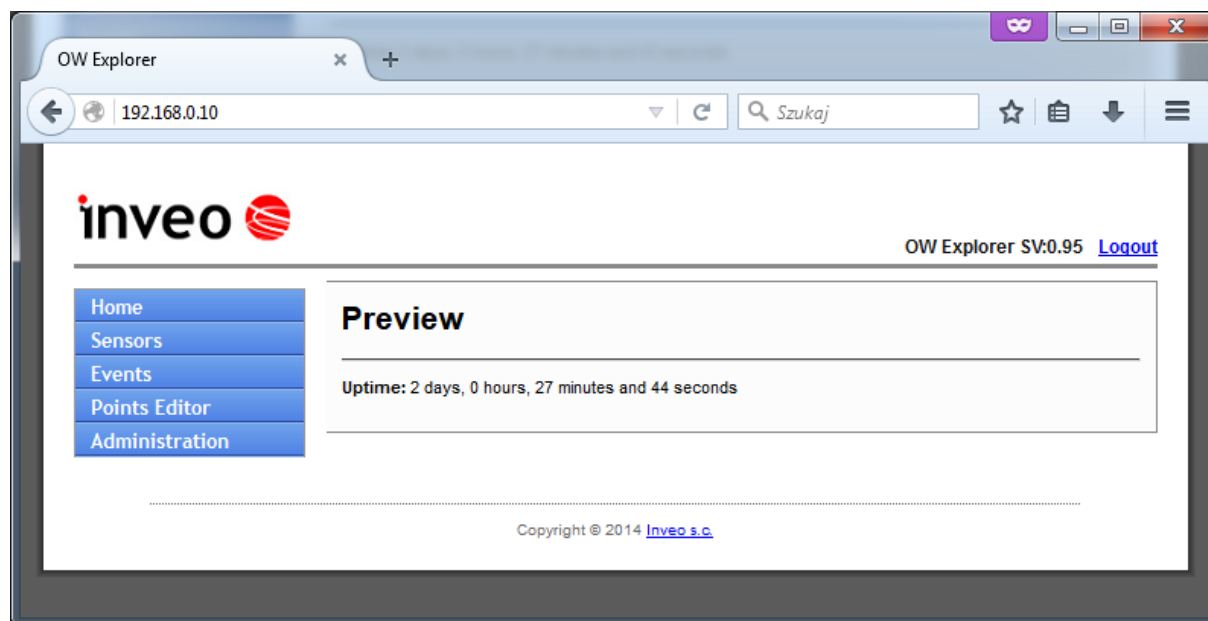 OW Explorer
192.168.0.10
Szukaj
inveo
OW Explorer SV:0.95 Logout
Home
Sensors
Events
Points Editor
Administration
Preview
Uptime: 2 days, 0 hours, 27 minutes and 44 seconds
Copyright © 2014 Inveo s.c.